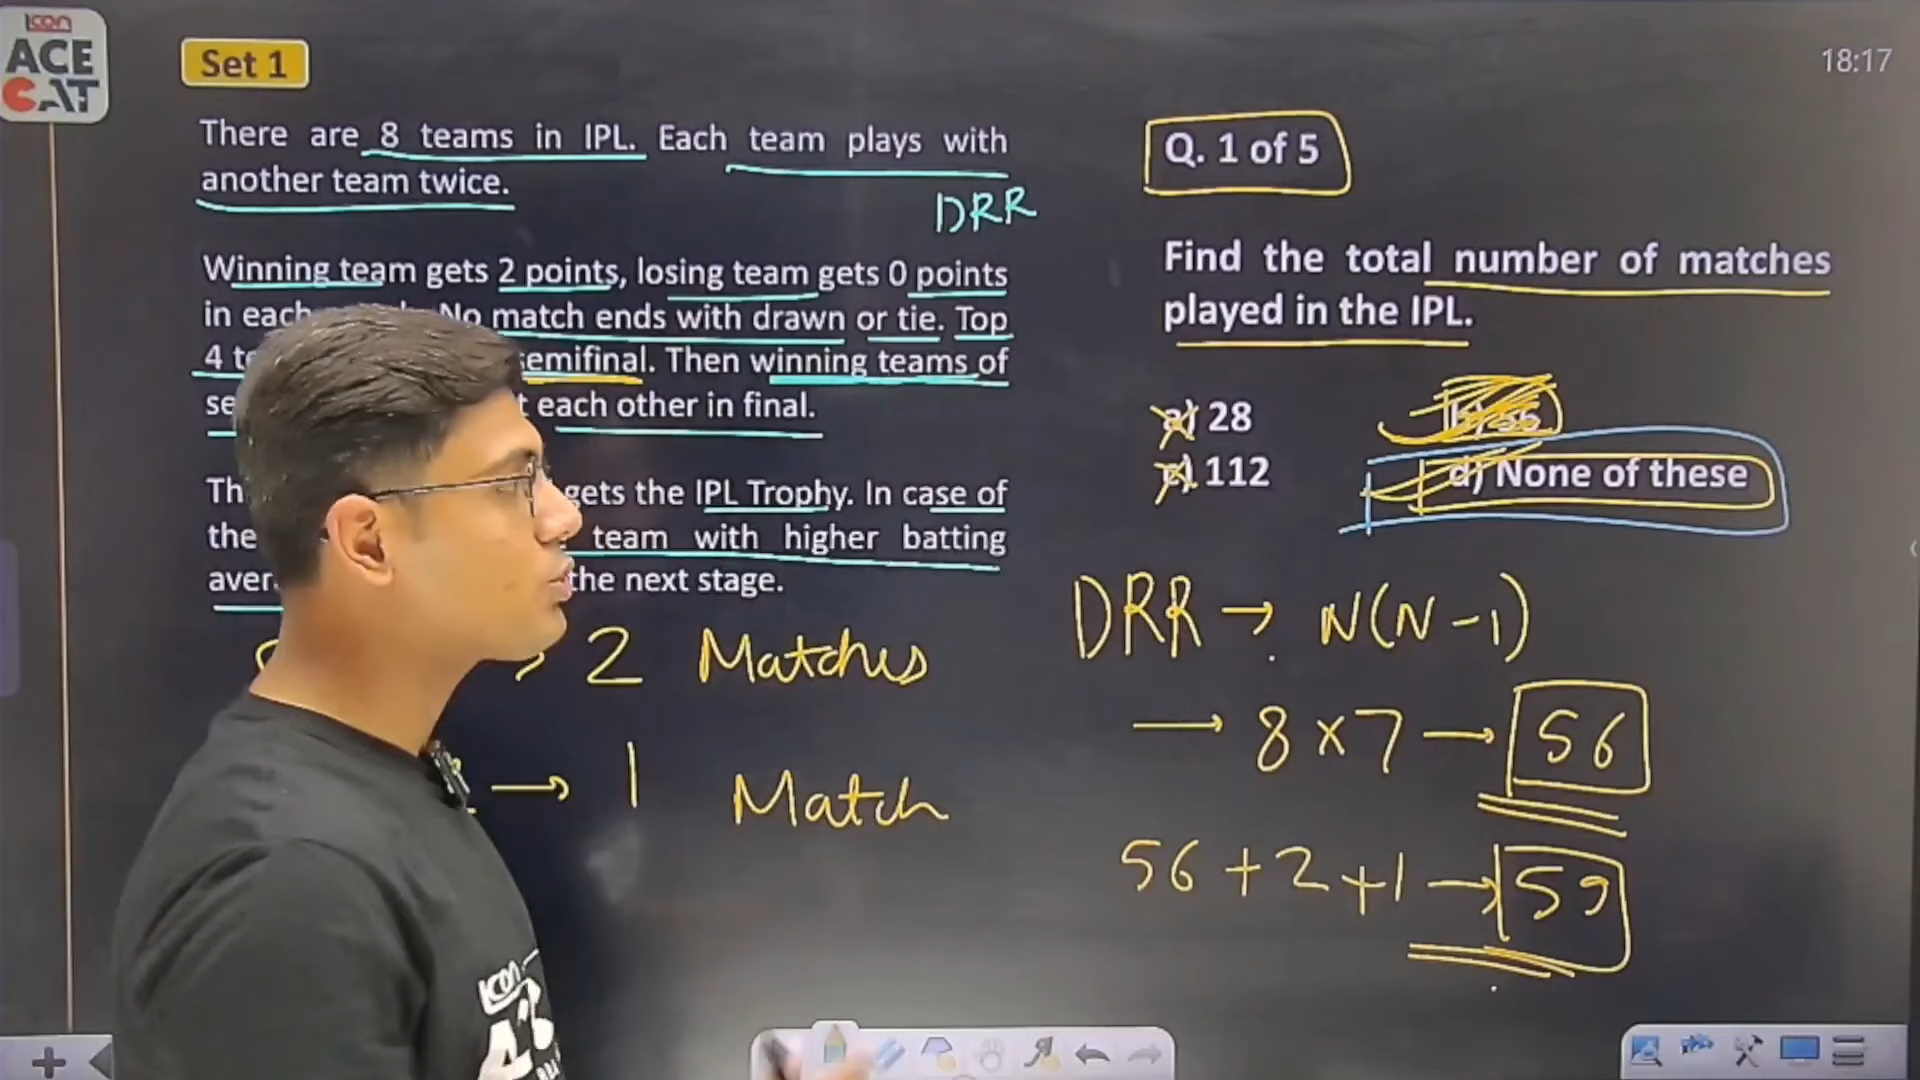 Icon
ACE
CAT
Set 1
18:17
There are 8 teams in IPL. Each team plays with
another team twice.
DRR
Winning team gets 2 points, losing team gets 0 points
in each No match ends with drawn or tie. Top
4 semifinal. Then winning teams of
each other in final.
gets the IPL Trophy. In case of
the team with higher batting
the next stage.
2 Matches
→ 1 Match
Q. 1 of 5
Find the total number of matches
played in the IPL.
a) 28
b) 56
c) 112
d) None of these
DRR → N(N-1)
→ 8 x 7 → 56
56 + 2 + 1 → 59
Icon